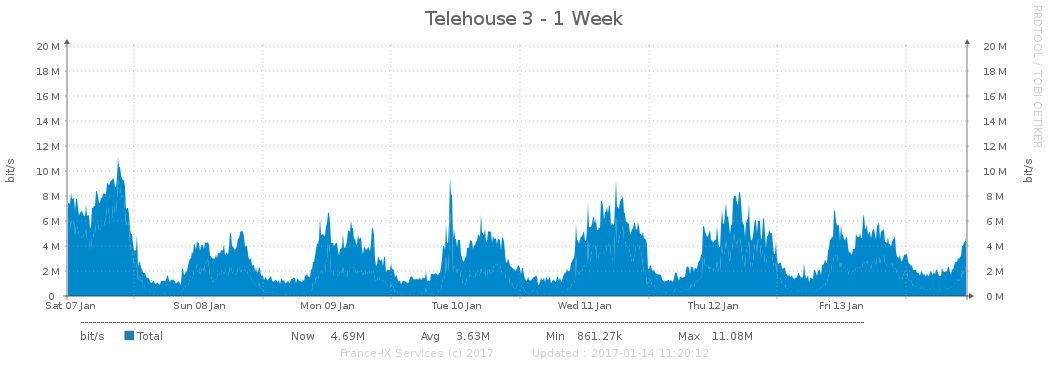 Telehouse 3 - 1 Week
RRDTOOL / TOBI OETIKER
bit/s
bit/s
20 M 20 M
18 M 18 M
16 M 16 M
14 M 14 M
12 M 12 M
10 M 10 M
8 M 8 M
6 M 6 M
4 M 4 M
2 M 2 M
0 0 M
Sat 07 Jan Sun 08 Jan Mon 09 Jan Tue 10 Jan Wed 11 Jan Thu 12 Jan Fri 13 Jan
bit/s Total Now 4.69M Avg 3.63M Min 861.27k Max 11.08M
France-IX Services (c) 2017 Updated : 2017-01-14 11:20:12